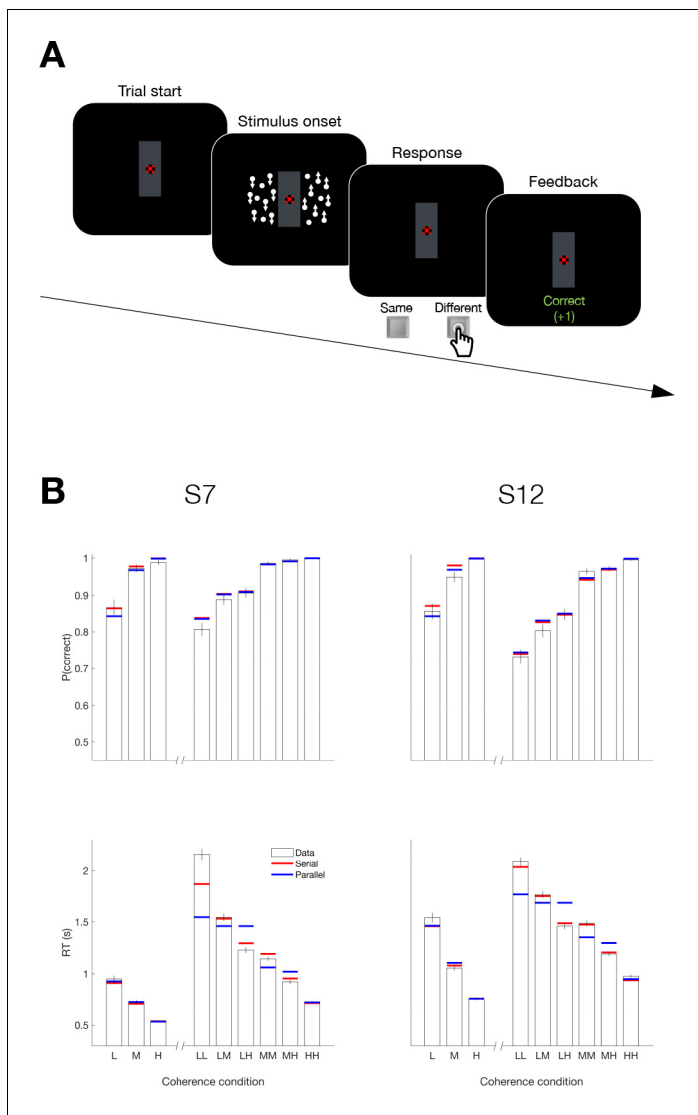 A
Trial start
Stimulus onset
Response
Feedback
Same Different
Correct
(+1)
B
S7 S12
P(correct)
1
0.9
0.8
0.7
0.6
0.5
1
0.9
0.8
0.7
0.6
0.5
RT (s)
2
1.5
1
0.5
Data
Serial
Parallel
2
1.5
1
0.5
L M H LL LM LH MM MH HH
L M H LL LM LH MM MH HH
Coherence condition
Coherence condition